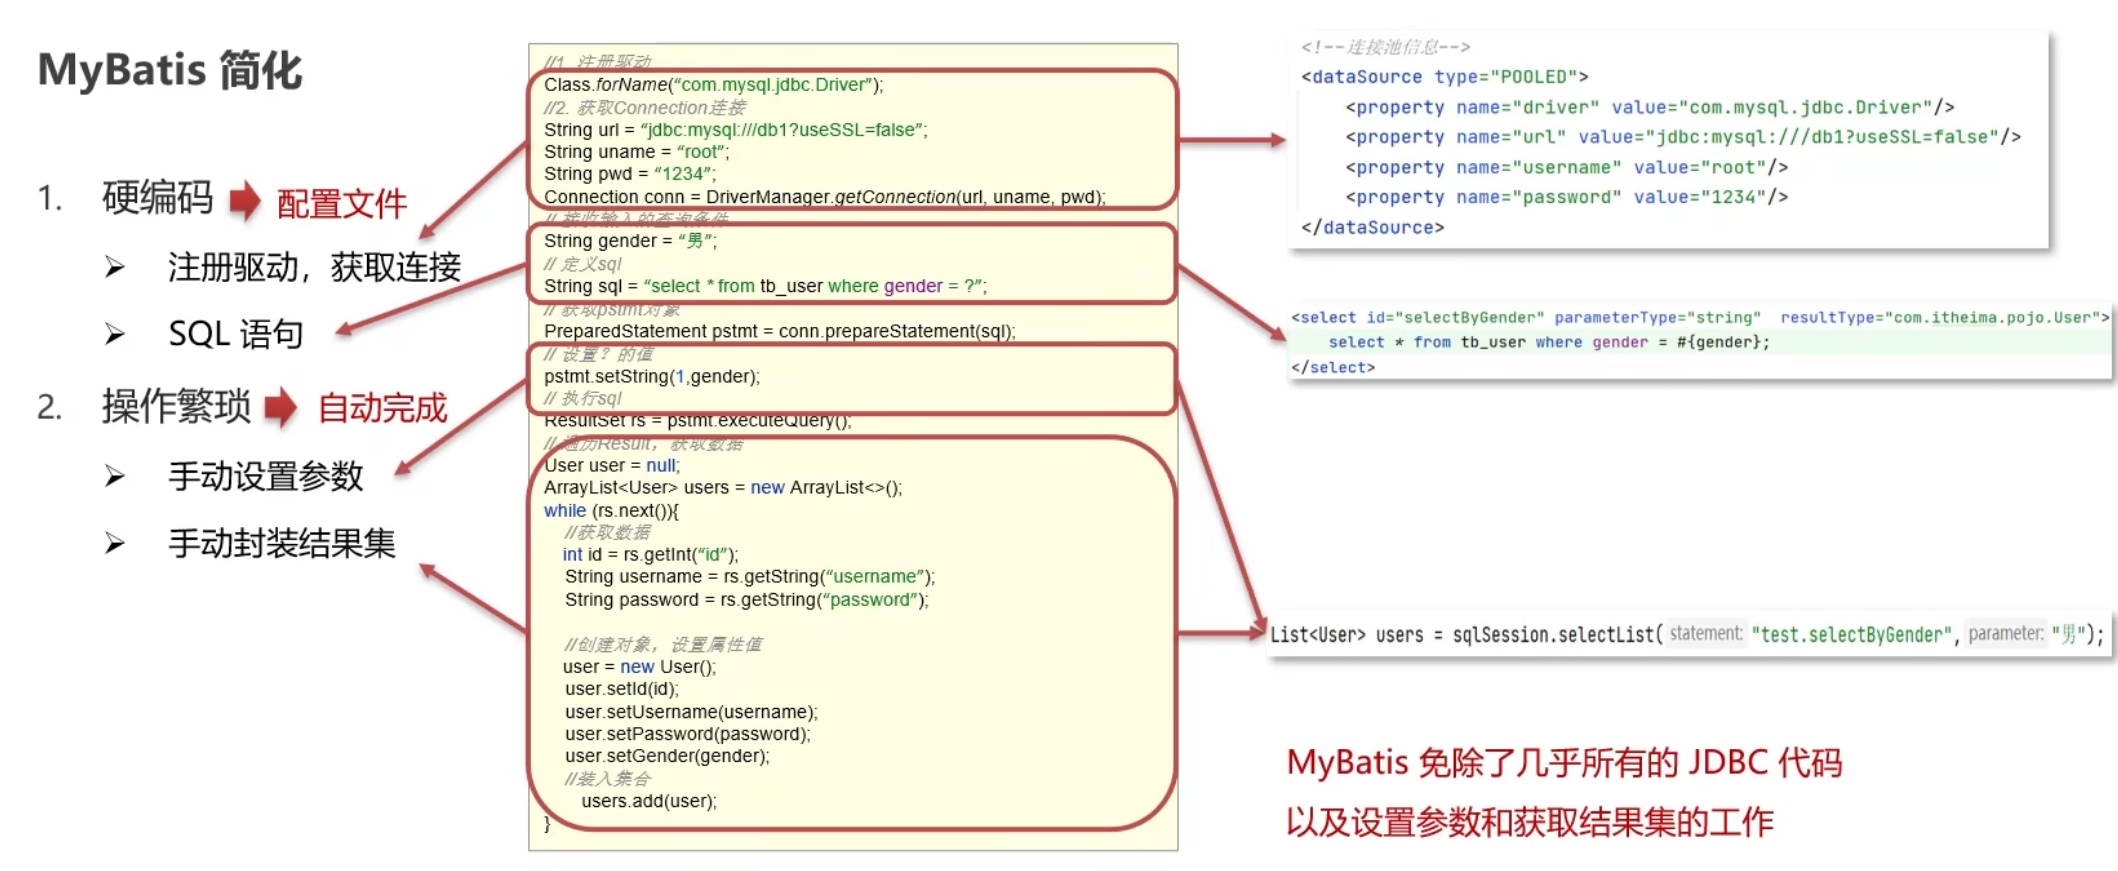 MyBatis 简化
1. 硬编码 配置文件
注册驱动，获取连接
SQL 语句
2. 操作繁琐 自动完成
手动设置参数
手动封装结果集
//1. 注册驱动
Class.forName(“com.mysql.jdbc.Driver”);
//2. 获取Connection连接
String url = “jdbc:mysql:///db1?useSSL=false”;
String uname = “root”;
String pwd = “1234”;
Connection conn = DriverManager.getConnection(url, uname, pwd);
// 接收输入的查询条件
String gender = “男”;
// 定义sql
String sql = “select * from tb_user where gender = ?”;
// 获取pstmt对象
PreparedStatement pstmt = conn.prepareStatement(sql);
// 设置？的值
pstmt.setString(1,gender);
// 执行sql
ResultSet rs = pstmt.executeQuery();
// 遍历Result，获取数据
User user = null;
ArrayList<User> users = new ArrayList<>();
while (rs.next()){
//获取数据
int id = rs.getInt(“id”);
String username = rs.getString(“username”);
String password = rs.getString(“password”);
//创建对象，设置属性值
user = new User();
user.setId(id);
user.setUsername(username);
user.setPassword(password);
user.setGender(gender);
//装入集合
users.add(user);
}
<!--连接池信息-->
<dataSource type="POOLED">
<property name="driver" value="com.mysql.jdbc.Driver"/>
<property name="url" value="jdbc:mysql:///db1?useSSL=false"/>
<property name="username" value="root"/>
<property name="password" value="1234"/>
</dataSource>
<select id="selectByGender" parameterType="string" resultType="com.itheima.pojo.User">
select * from tb_user where gender = #{gender};
</select>
List<User> users = sqlSession.selectList( statement: "test.selectByGender", parameter: "男");
MyBatis 免除了几乎所有的 JDBC 代码
以及设置参数和获取结果集的工作